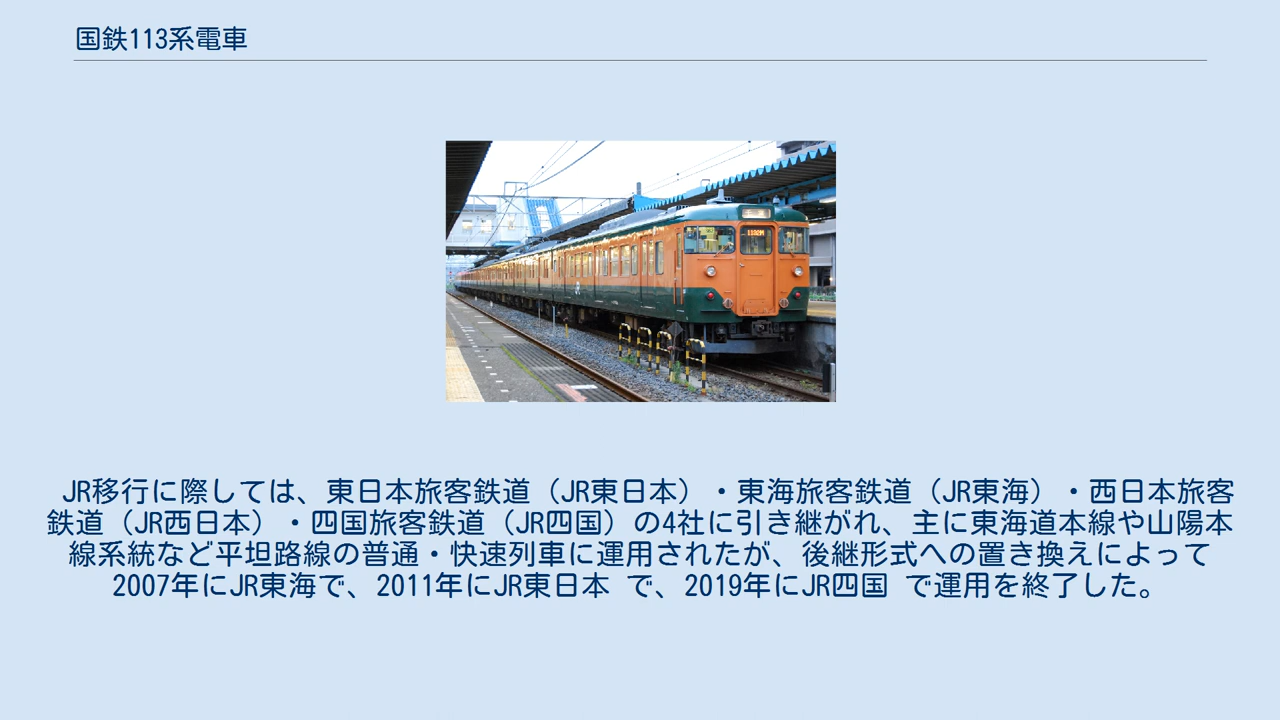 国鉄113系電車
JR移行に際しては、東日本旅客鉄道（JR東日本）・東海旅客鉄道（JR東海）・西日本旅客
鉄道（JR西日本）・四国旅客鉄道（JR四国）の4社に引き継がれ、主に東海道本線や山陽本
線系統など平坦路線の普通・快速列車に運用されたが、後継形式への置き換えによって
2007年にJR東海で、2011年にJR東日本 で、2019年にJR四国 で運用を終了した。